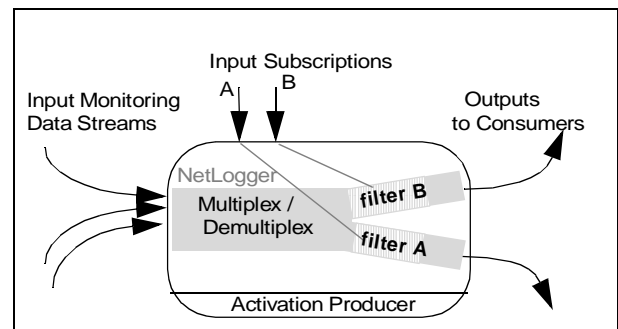 Input Subscriptions
A B
Input Monitoring
Data Streams
Outputs
to Consumers
NetLogger
Multiplex /
Demultiplex
filter B
filter A
Activation Producer